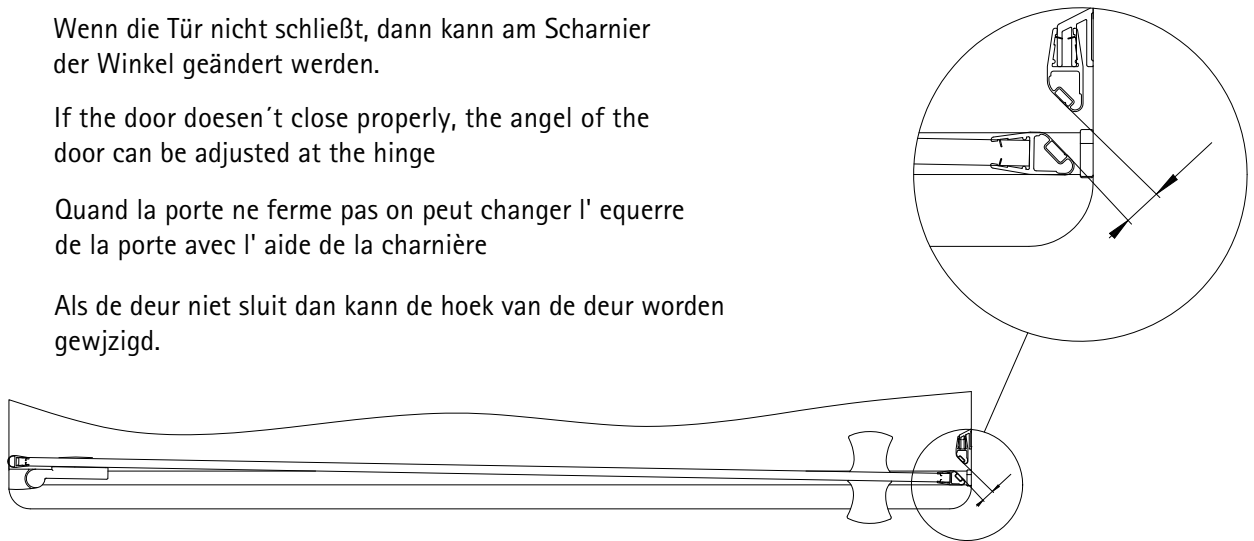 Wenn die Tür nicht schließt, dann kann am Scharnier
der Winkel geändert werden.
If the door doesen´t close properly, the angel of the
door can be adjusted at the hinge
Quand la porte ne ferme pas on peut changer l' equerre
de la porte avec l' aide de la charnière
Als de deur niet sluit dan kann de hoek van de deur worden
gewjzigd.